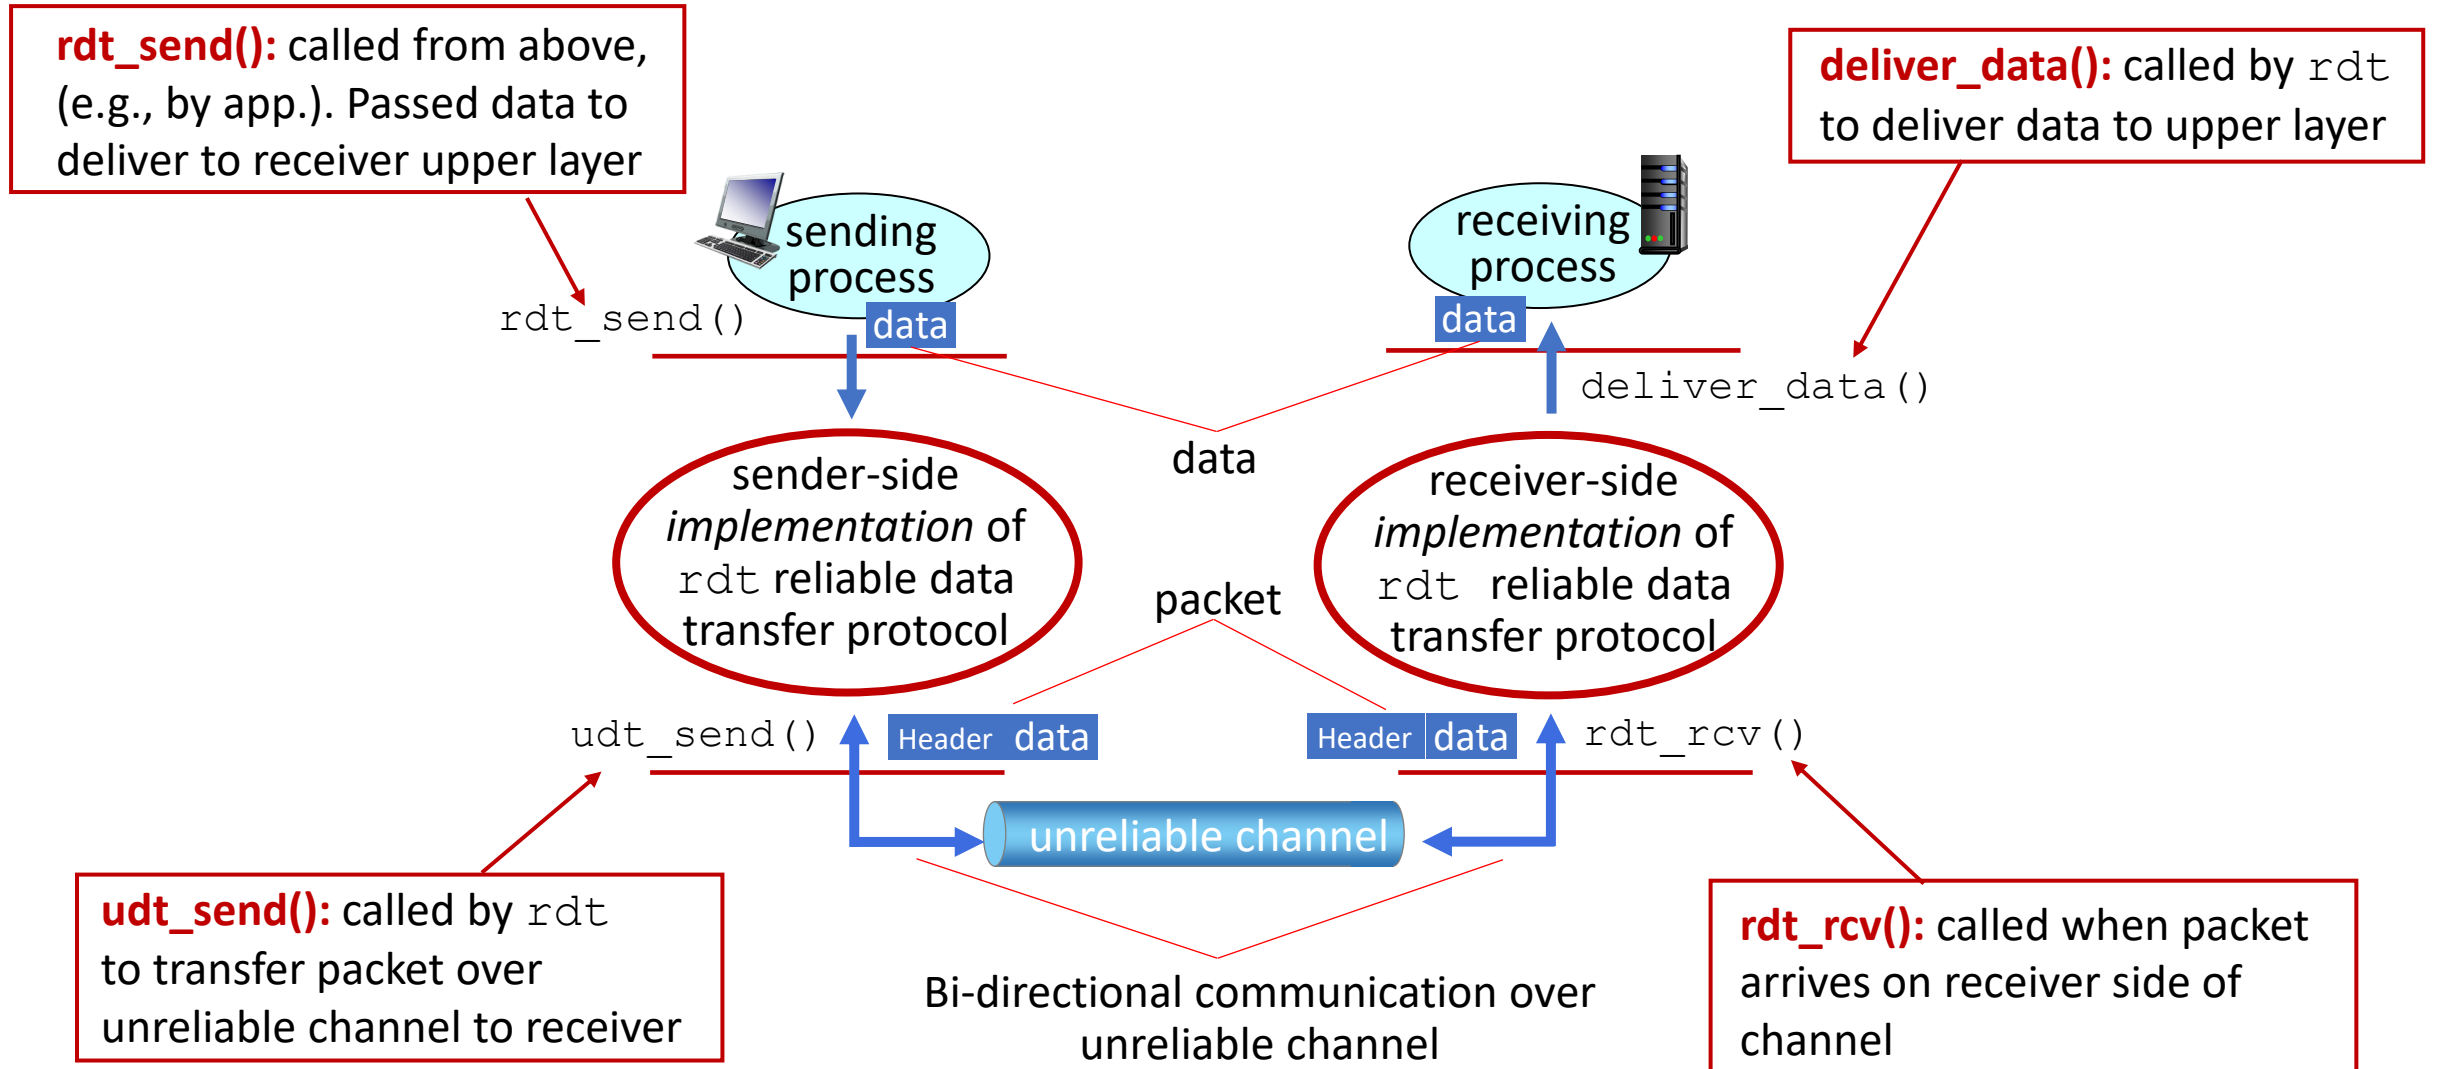 rdt_send(): called from above,
(e.g., by app.). Passed data to
deliver to receiver upper layer
deliver_data(): called by rdt
to deliver data to upper layer
sending
process
receiving
process
rdt_send()
data
data
deliver_data()
data
sender-side
implementation of
rdt reliable data
transfer protocol
receiver-side
implementation of
rdt reliable data
transfer protocol
packet
udt_send()
Header data
Header data
rdt_rcv()
unreliable channel
udt_send(): called by rdt
to transfer packet over
unreliable channel to receiver
Bi-directional communication over
unreliable channel
rdt_rcv(): called when packet
arrives on receiver side of
channel